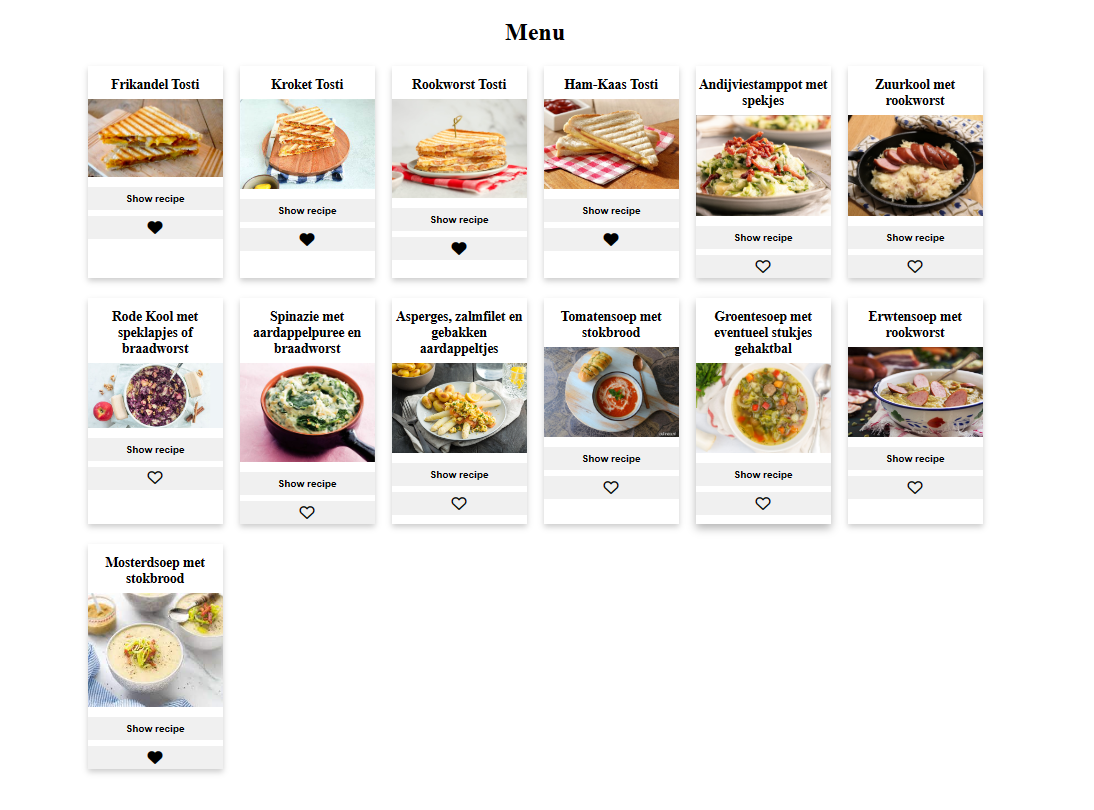 Menu
Frikandel Tosti
Show recipe
Kroket Tosti
Show recipe
Rookworst Tosti
Show recipe
Ham-Kaas Tosti
Show recipe
Andijviestamppot met
spekjes
Show recipe
Zuurkool met
rookworst
Show recipe
Rode Kool met
speklapjes of
braadworst
Show recipe
Spinazie met
aardappelpuree en
braadworst
Show recipe
Asperges, zalmfilet en
gebakken
aardappeltjes
Show recipe
Tomatensoep met
stokbrood
Show recipe
Groentesoep met
eventueel stukjes
gehaktbal
Show recipe
Erwtensoep met
rookworst
Show recipe
Mosterdsoep met
stokbrood
Show recipe